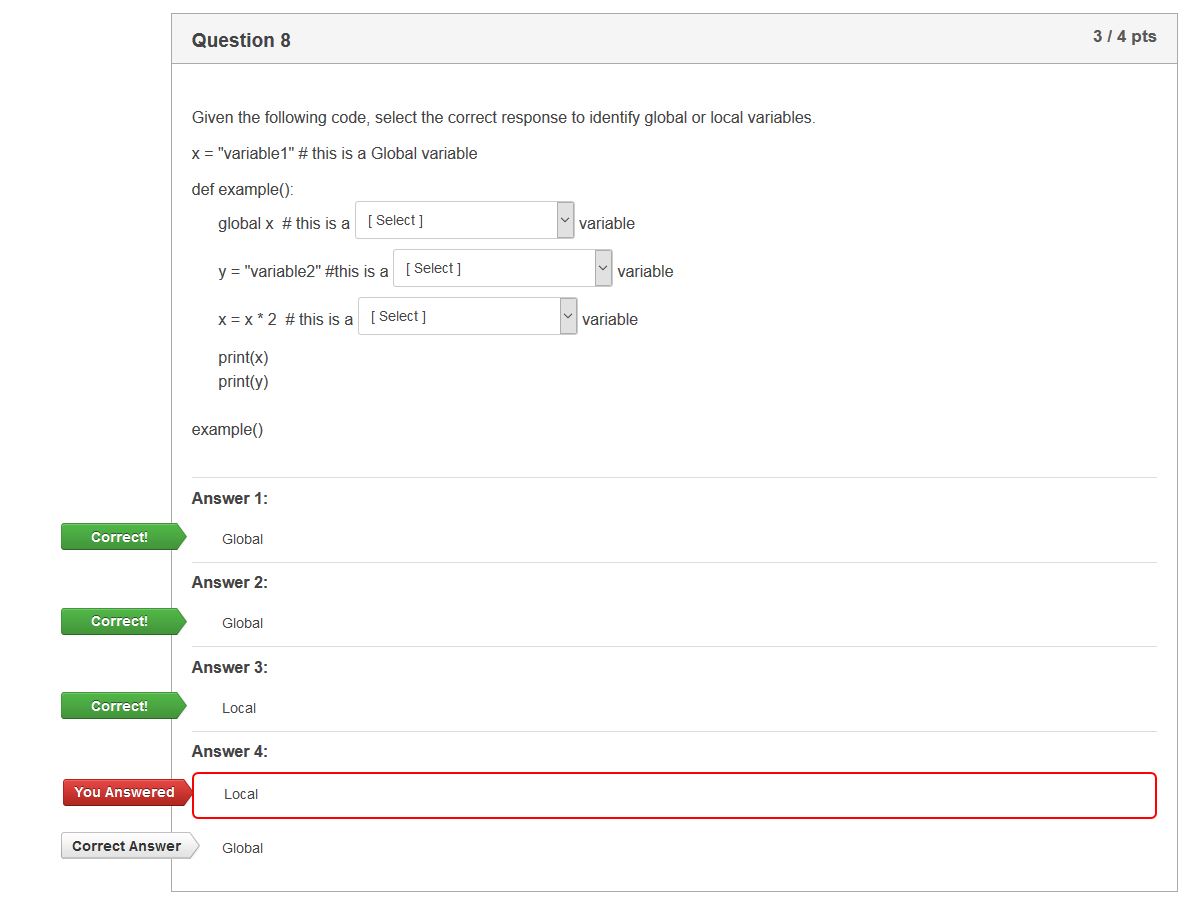 Question 8
3 / 4 pts
Given the following code, select the correct response to identify global or local variables.
x = "variable1" # this is a Global variable
def example():
global x  # this is a [ Select ] variable
y = "variable2" #this is a [ Select ] variable
x = x * 2  # this is a [ Select ] variable
print(x)
print(y)
example()
Answer 1:
Correct!
Global
Answer 2:
Correct!
Global
Answer 3:
Correct!
Local
Answer 4:
You Answered
Local
Correct Answer
Global